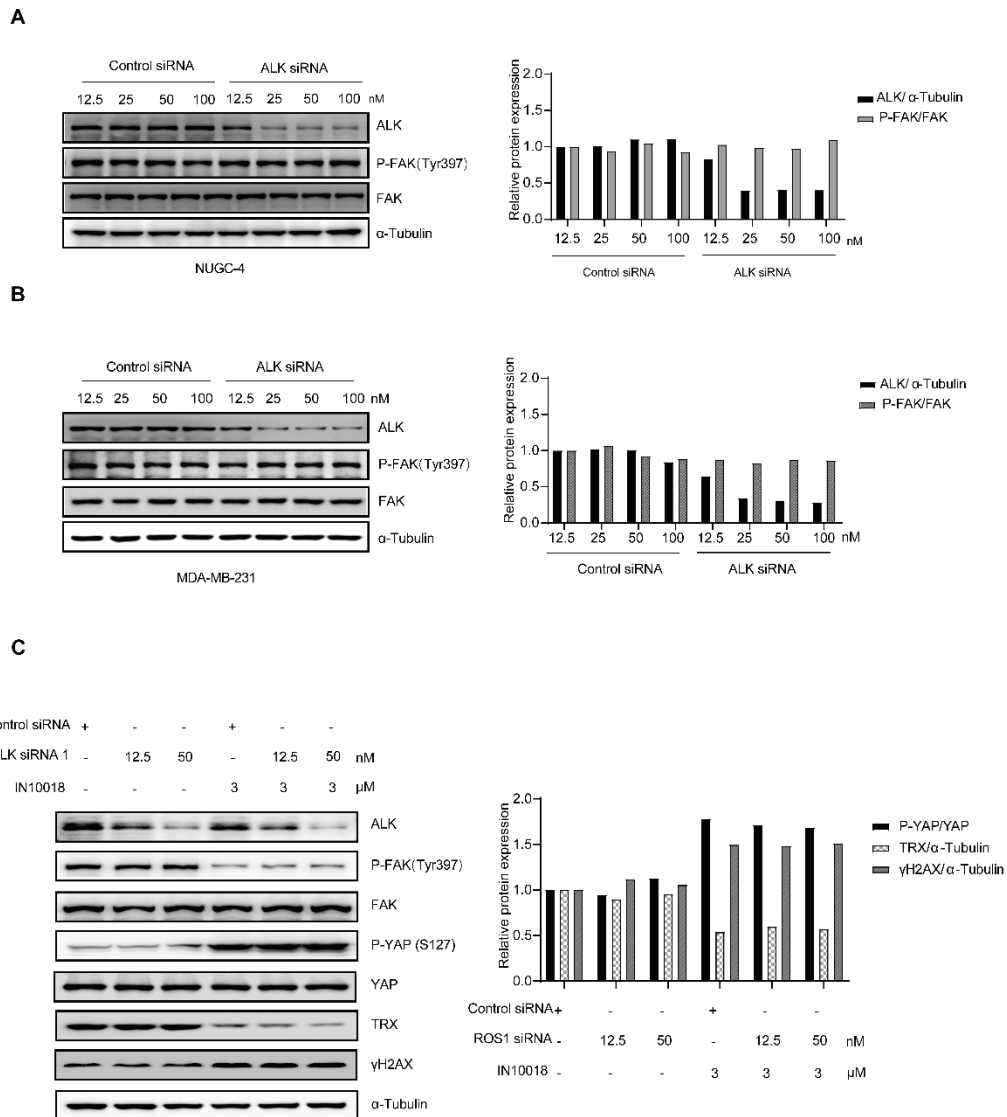 A
Control siRNA ALK siRNA
12.5 25 50 100 12.5 25 50 100 nM
ALK
P-FAK(Tyr397)
FAK
α-Tubulin
NUGC-4
Relative protein expression
2.0
1.5
1.0
0.5
0.0
12.5 25 50 100 12.5 25 50 100 nM
Control siRNA ALK siRNA
ALK/ α-Tubulin
P-FAK/FAK
B
Control siRNA ALK siRNA
12.5 25 50 100 12.5 25 50 100 nM
ALK
P-FAK(Tyr397)
FAK
α-Tubulin
MDA-MB-231
Relative protein expression
2.0
1.5
1.0
0.5
0.0
12.5 25 50 100 12.5 25 50 100 nM
Control siRNA ALK siRNA
ALK/ α-Tubulin
P-FAK/FAK
C
ontrol siRNA + - - + - -
LK siRNA 1 - 12.5 50 - 12.5 50 nM
IN10018 - - - 3 3 3 µM
ALK
P-FAK(Tyr397)
FAK
P-YAP (S127)
YAP
TRX
γH2AX
α-Tubulin
Relative protein expression
2.0
1.5
1.0
0.5
0.0
P-YAP/YAP
TRX/α-Tubulin
γH2AX/α-Tubulin
Control siRNA + - - + - -
ROS1 siRNA - 12.5 50 - 12.5 50 nM
IN10018 - - - 3 3 3 µM